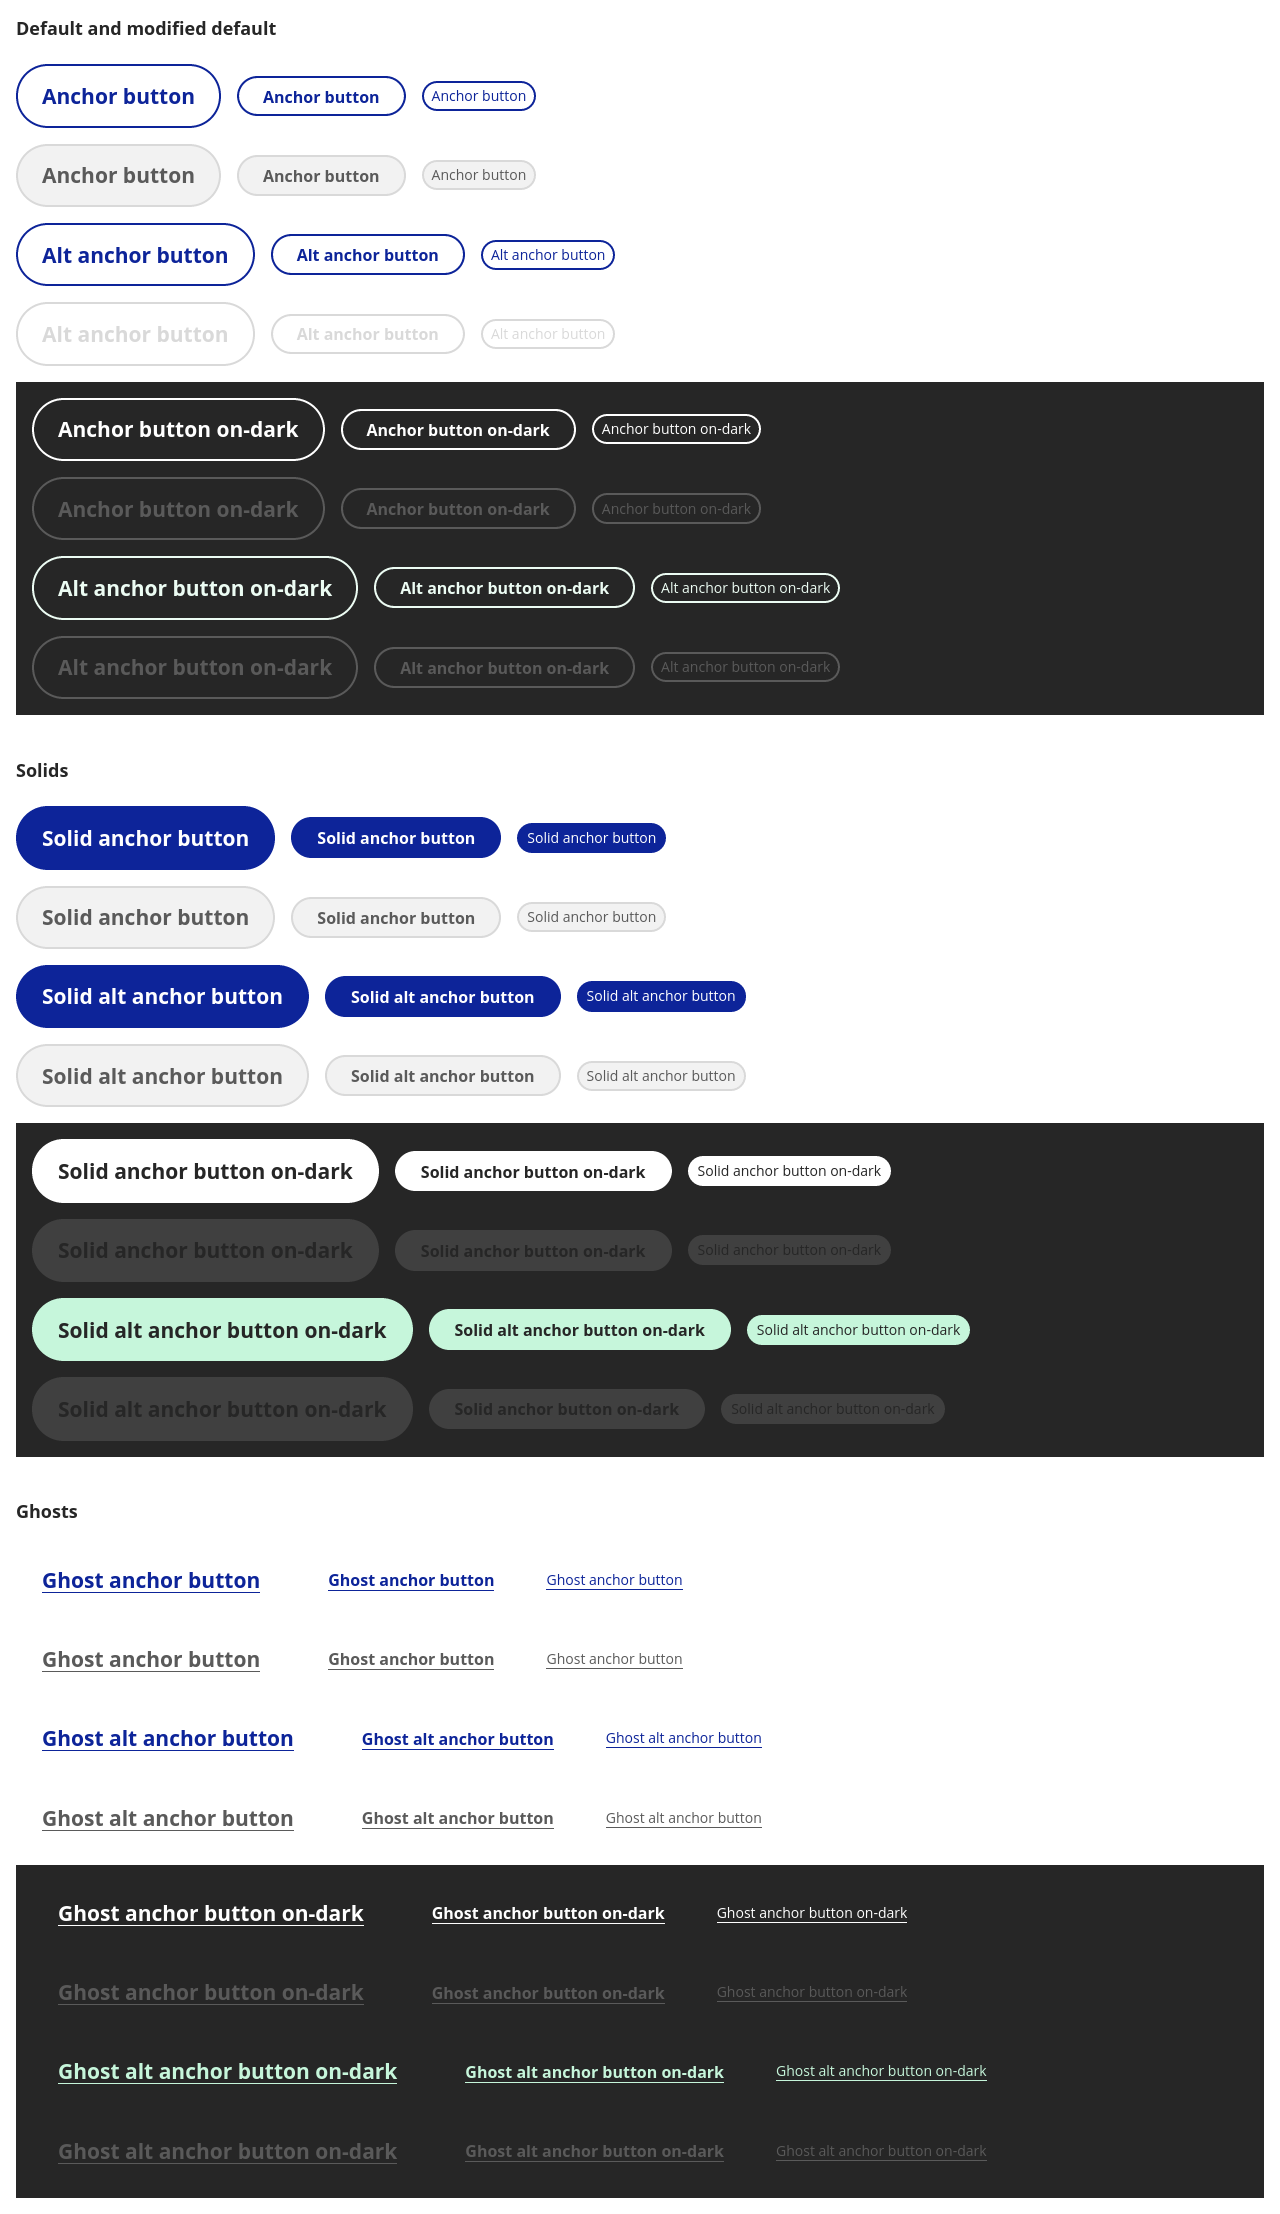 Default and modified default
Anchor button Anchor button Anchor button
Anchor button Anchor button Anchor button
Alt anchor button Alt anchor button Alt anchor button
Alt anchor button Alt anchor button Alt anchor button
Anchor button on-dark Anchor button on-dark Anchor button on-dark
Anchor button on-dark Anchor button on-dark Anchor button on-dark
Alt anchor button on-dark Alt anchor button on-dark Alt anchor button on-dark
Alt anchor button on-dark Alt anchor button on-dark Alt anchor button on-dark
Solids
Solid anchor button Solid anchor button Solid anchor button
Solid anchor button Solid anchor button Solid anchor button
Solid alt anchor button Solid alt anchor button Solid alt anchor button
Solid alt anchor button Solid alt anchor button Solid alt anchor button
Solid anchor button on-dark Solid anchor button on-dark Solid anchor button on-dark
Solid anchor button on-dark Solid anchor button on-dark Solid anchor button on-dark
Solid alt anchor button on-dark Solid alt anchor button on-dark Solid alt anchor button on-dark
Solid alt anchor button on-dark Solid anchor button on-dark Solid alt anchor button on-dark
Ghosts
Ghost anchor button Ghost anchor button Ghost anchor button
Ghost anchor button Ghost anchor button Ghost anchor button
Ghost alt anchor button Ghost alt anchor button Ghost alt anchor button
Ghost alt anchor button Ghost alt anchor button Ghost alt anchor button
Ghost anchor button on-dark Ghost anchor button on-dark Ghost anchor button on-dark
Ghost anchor button on-dark Ghost anchor button on-dark Ghost anchor button on-dark
Ghost alt anchor button on-dark Ghost alt anchor button on-dark Ghost alt anchor button on-dark
Ghost alt anchor button on-dark Ghost alt anchor button on-dark Ghost alt anchor button on-dark